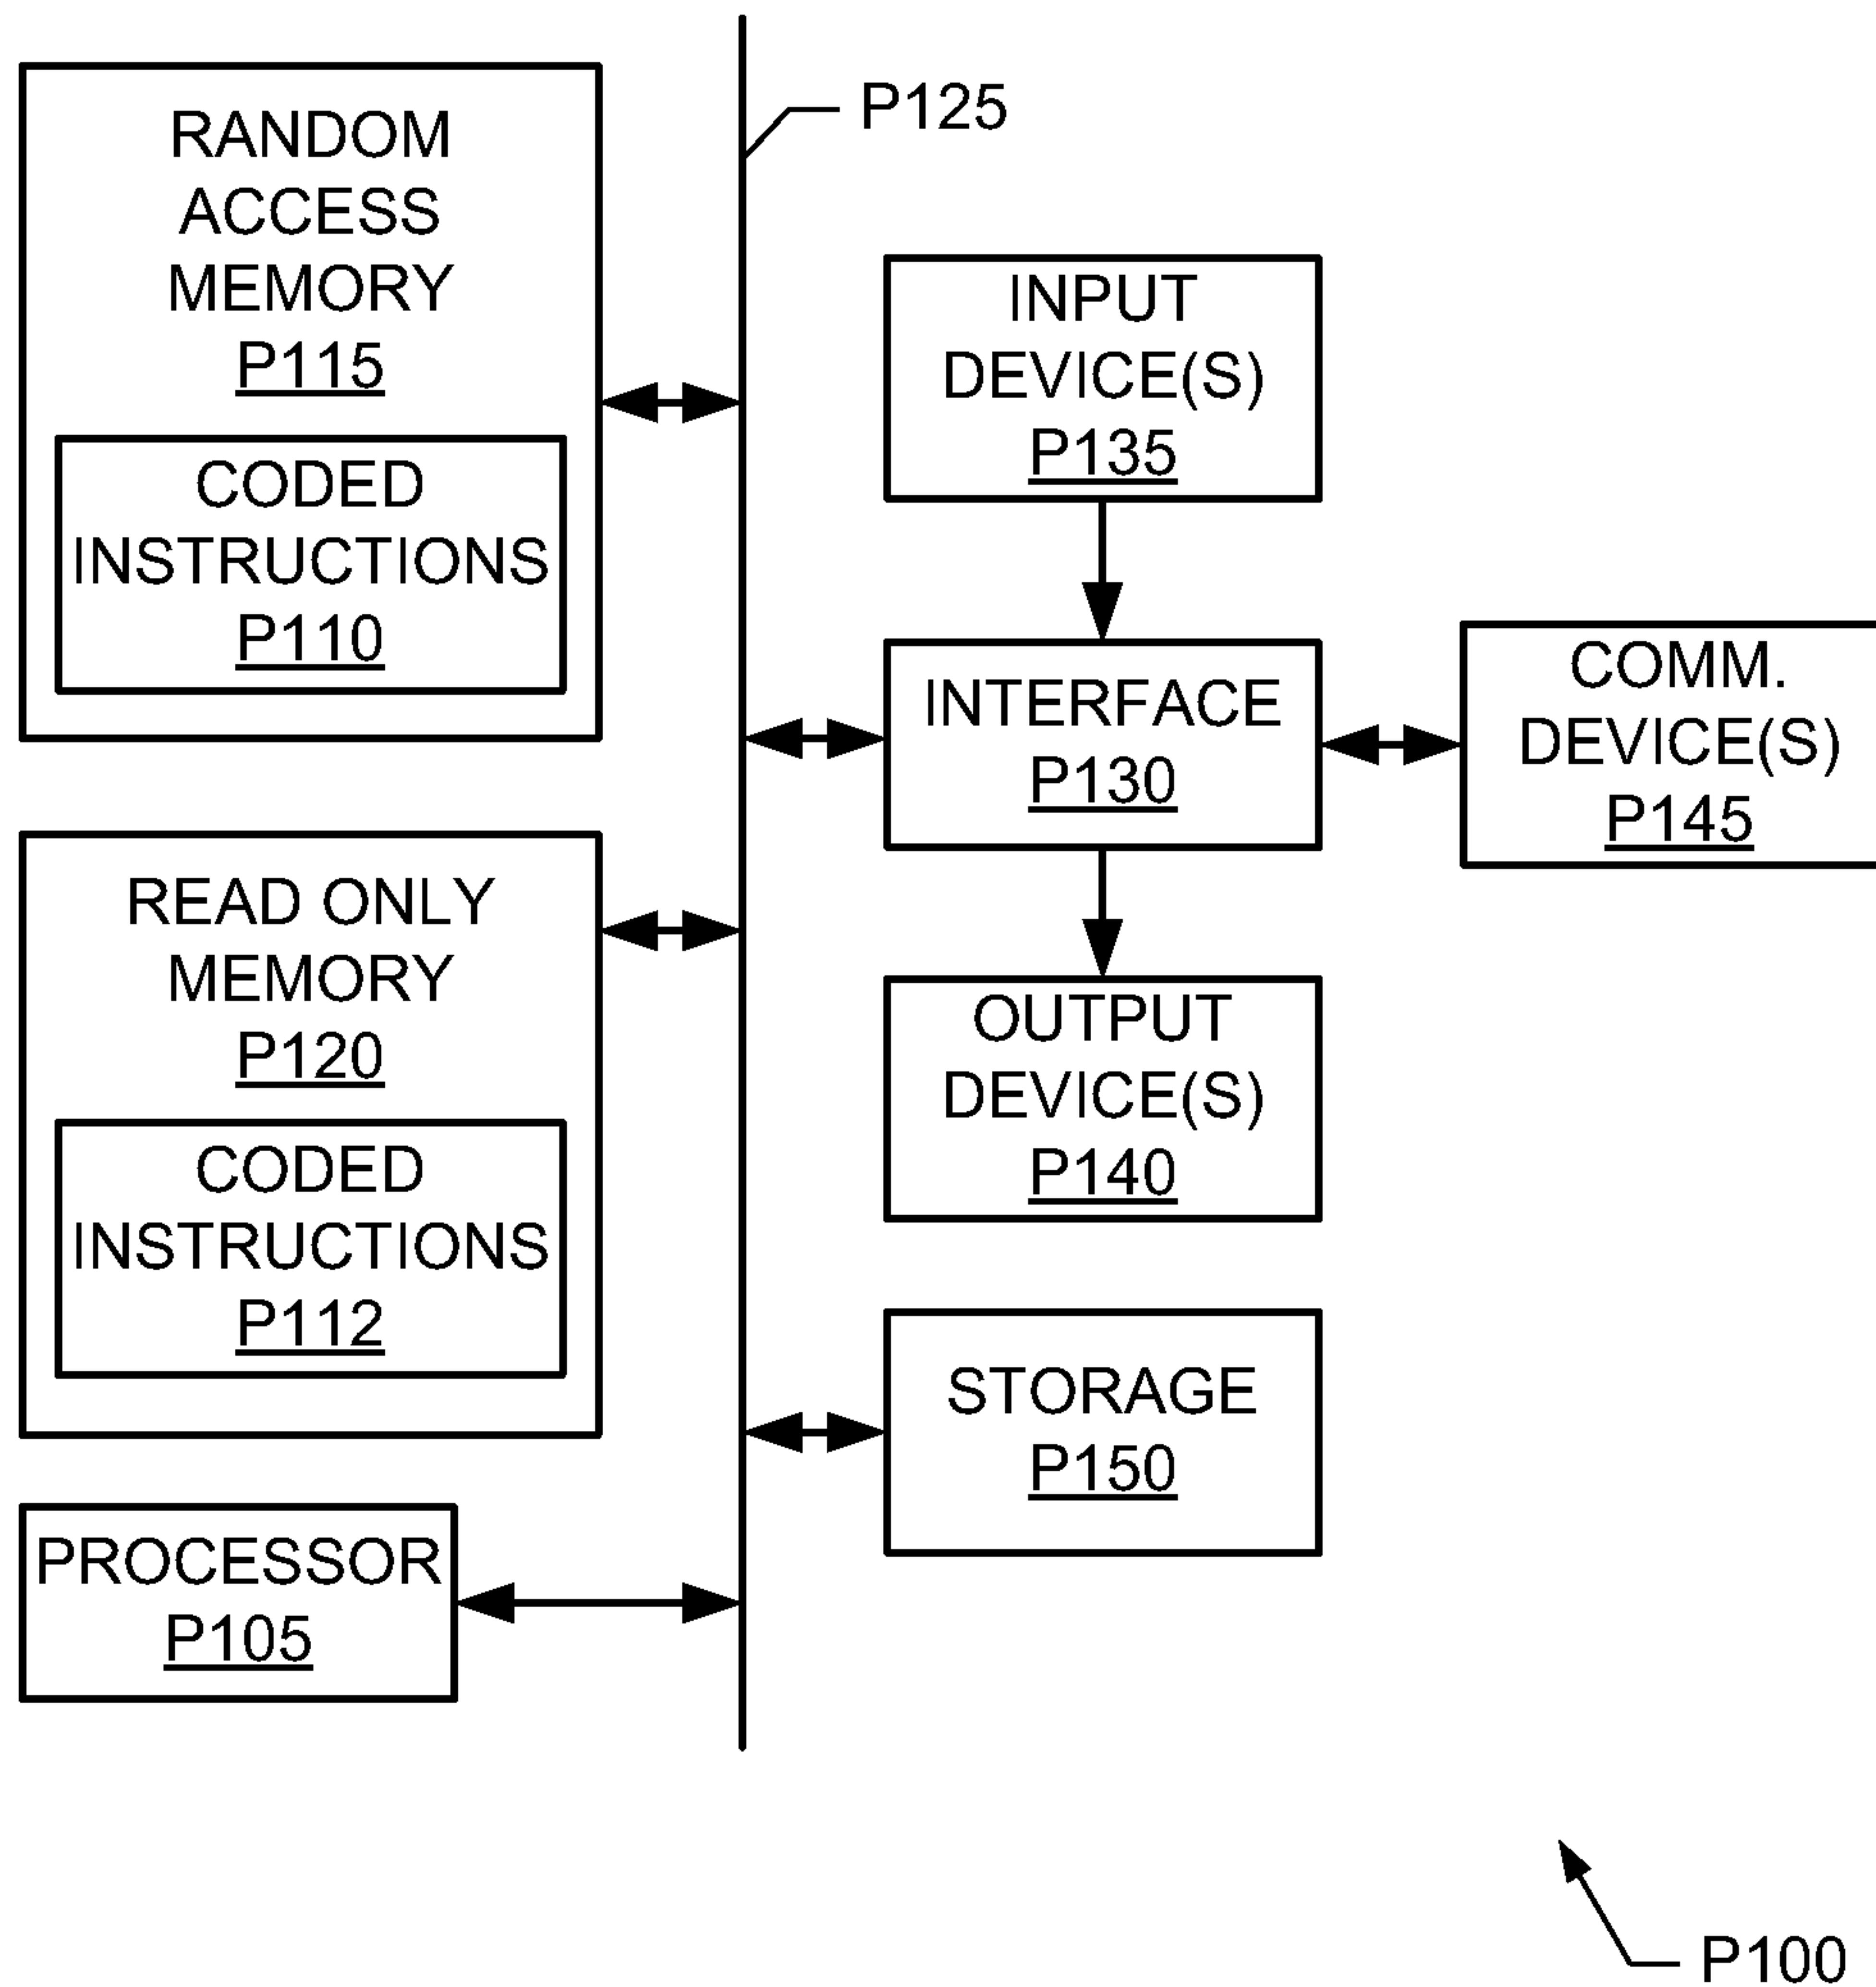 RANDOM
ACCESS
MEMORY
P115
CODED
INSTRUCTIONS
P110
READ ONLY
MEMORY
P120
CODED
INSTRUCTIONS
P112
PROCESSOR
P105
P125
INPUT
DEVICE(S)
P135
INTERFACE
P130
COMM.
DEVICE(S)
P145
OUTPUT
DEVICE(S)
P140
STORAGE
P150
P100